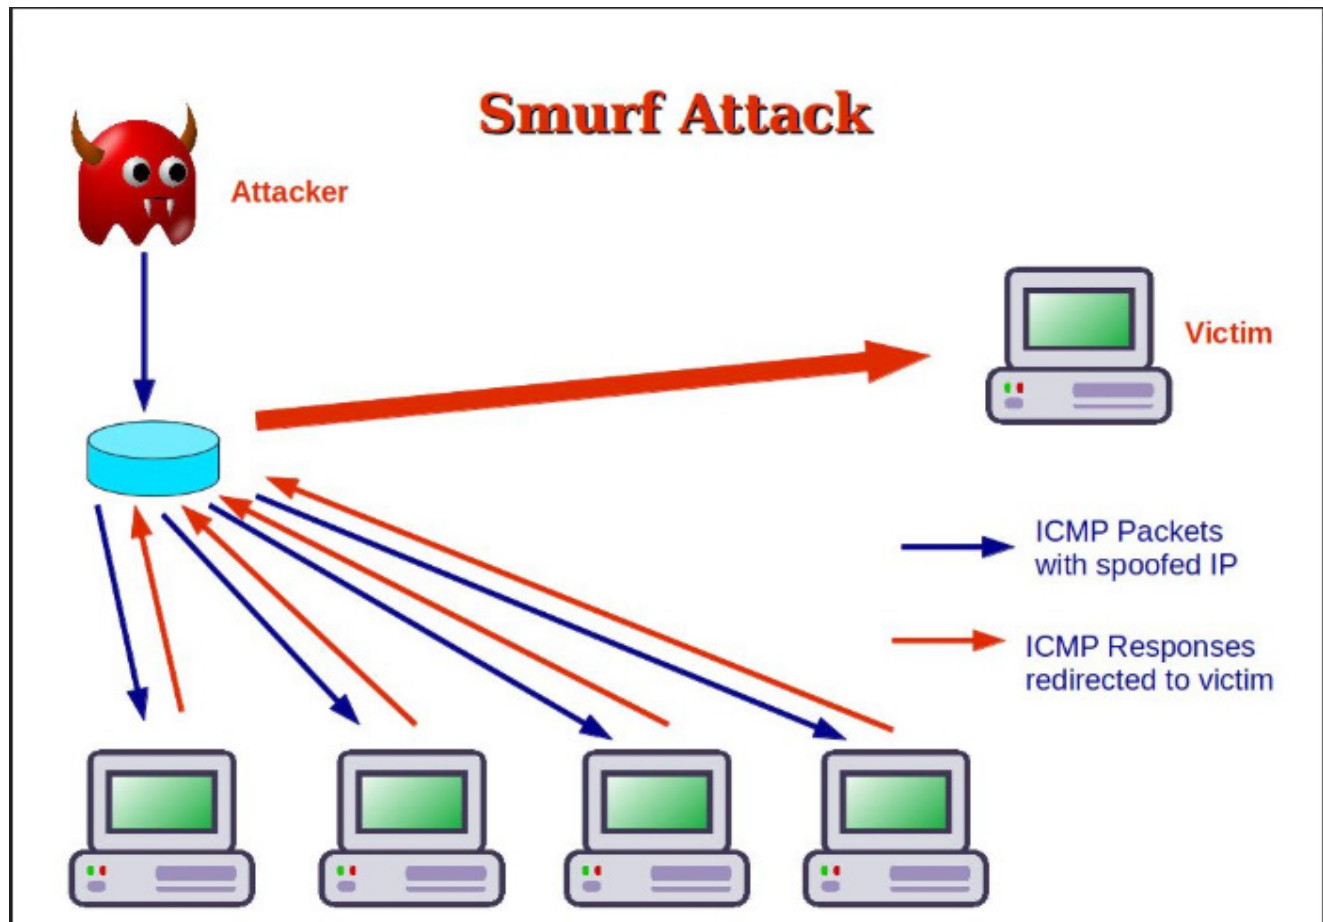 Smurf Attack
Attacker
Victim
ICMP Packets
with spoofed IP
ICMP Responses
redirected to victim